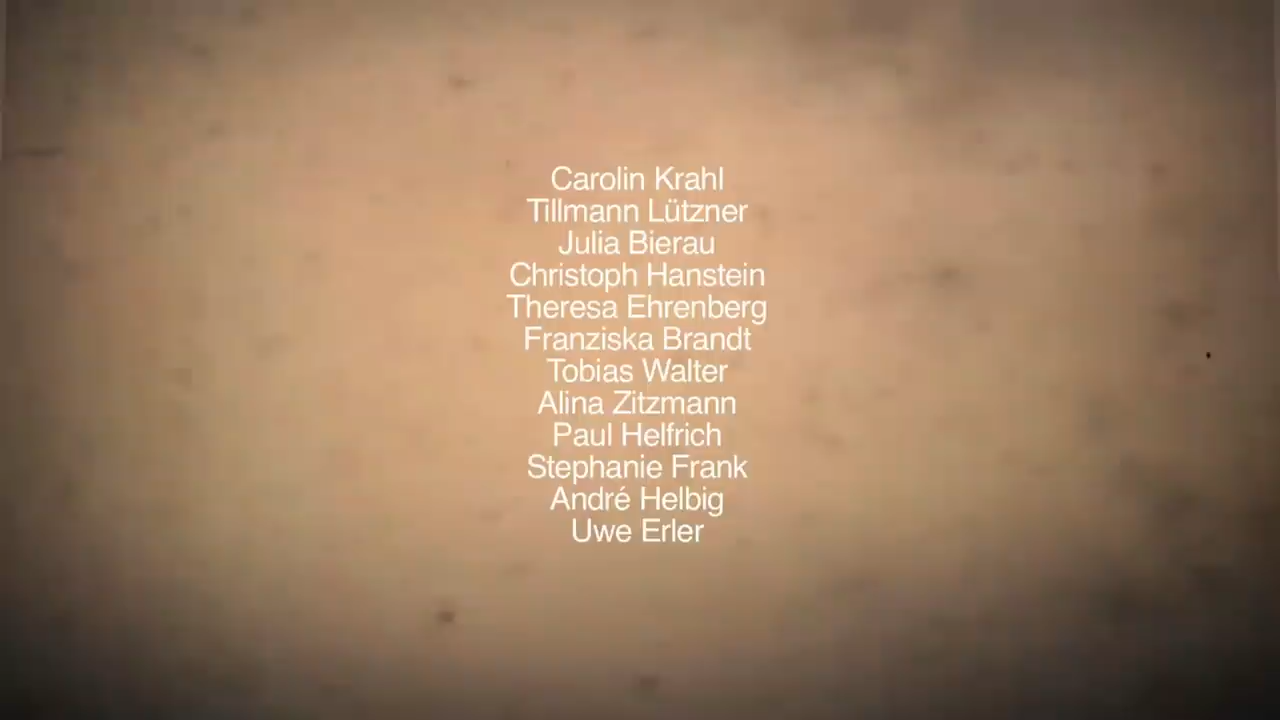 Carolin Krahl
Tillmann Lützner
Julia Bierau
Christoph Hanstein
Theresa Ehrenberg
Franziska Brandt
Tobias Walter
Alina Zitzmann
Paul Helfrich
Stephanie Frank
André Helbig
Uwe Erler